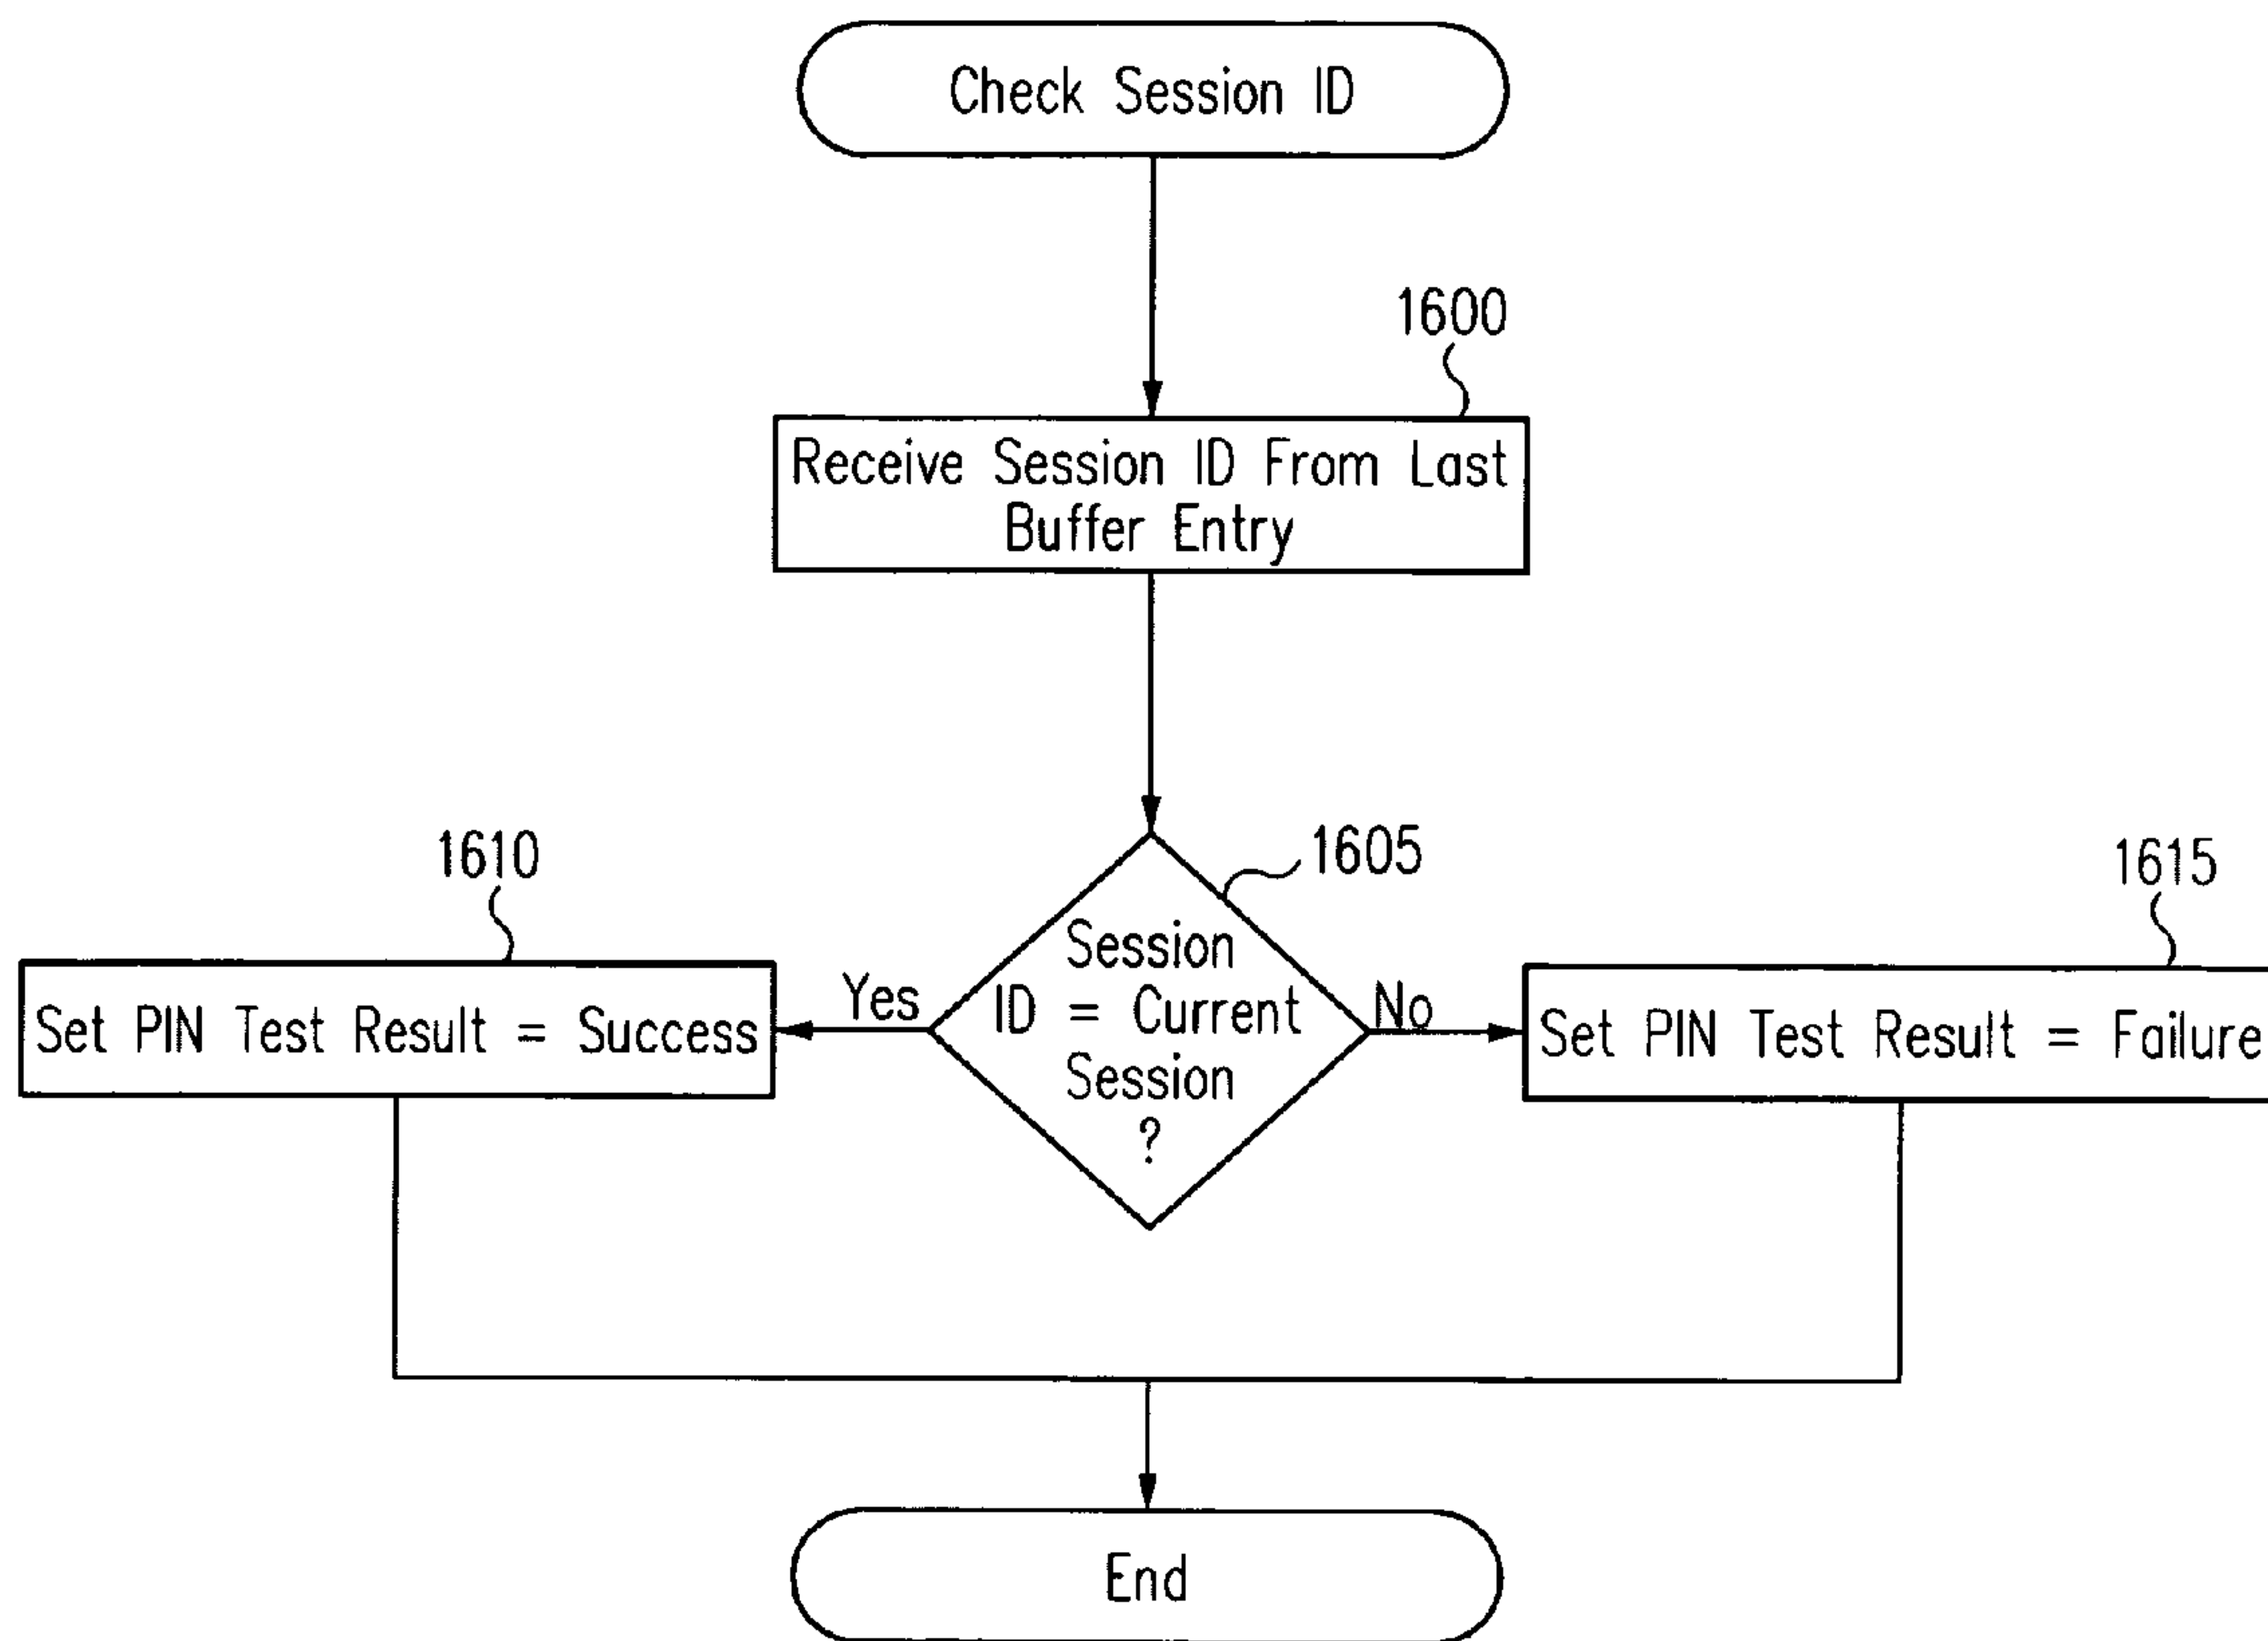 Check Session ID
1600
Receive Session ID From Last
Buffer Entry
1610
1605
1615
Session
ID = Current
Session
?
Yes
No
Set PIN Test Result = Success
Set PIN Test Result = Failure
End